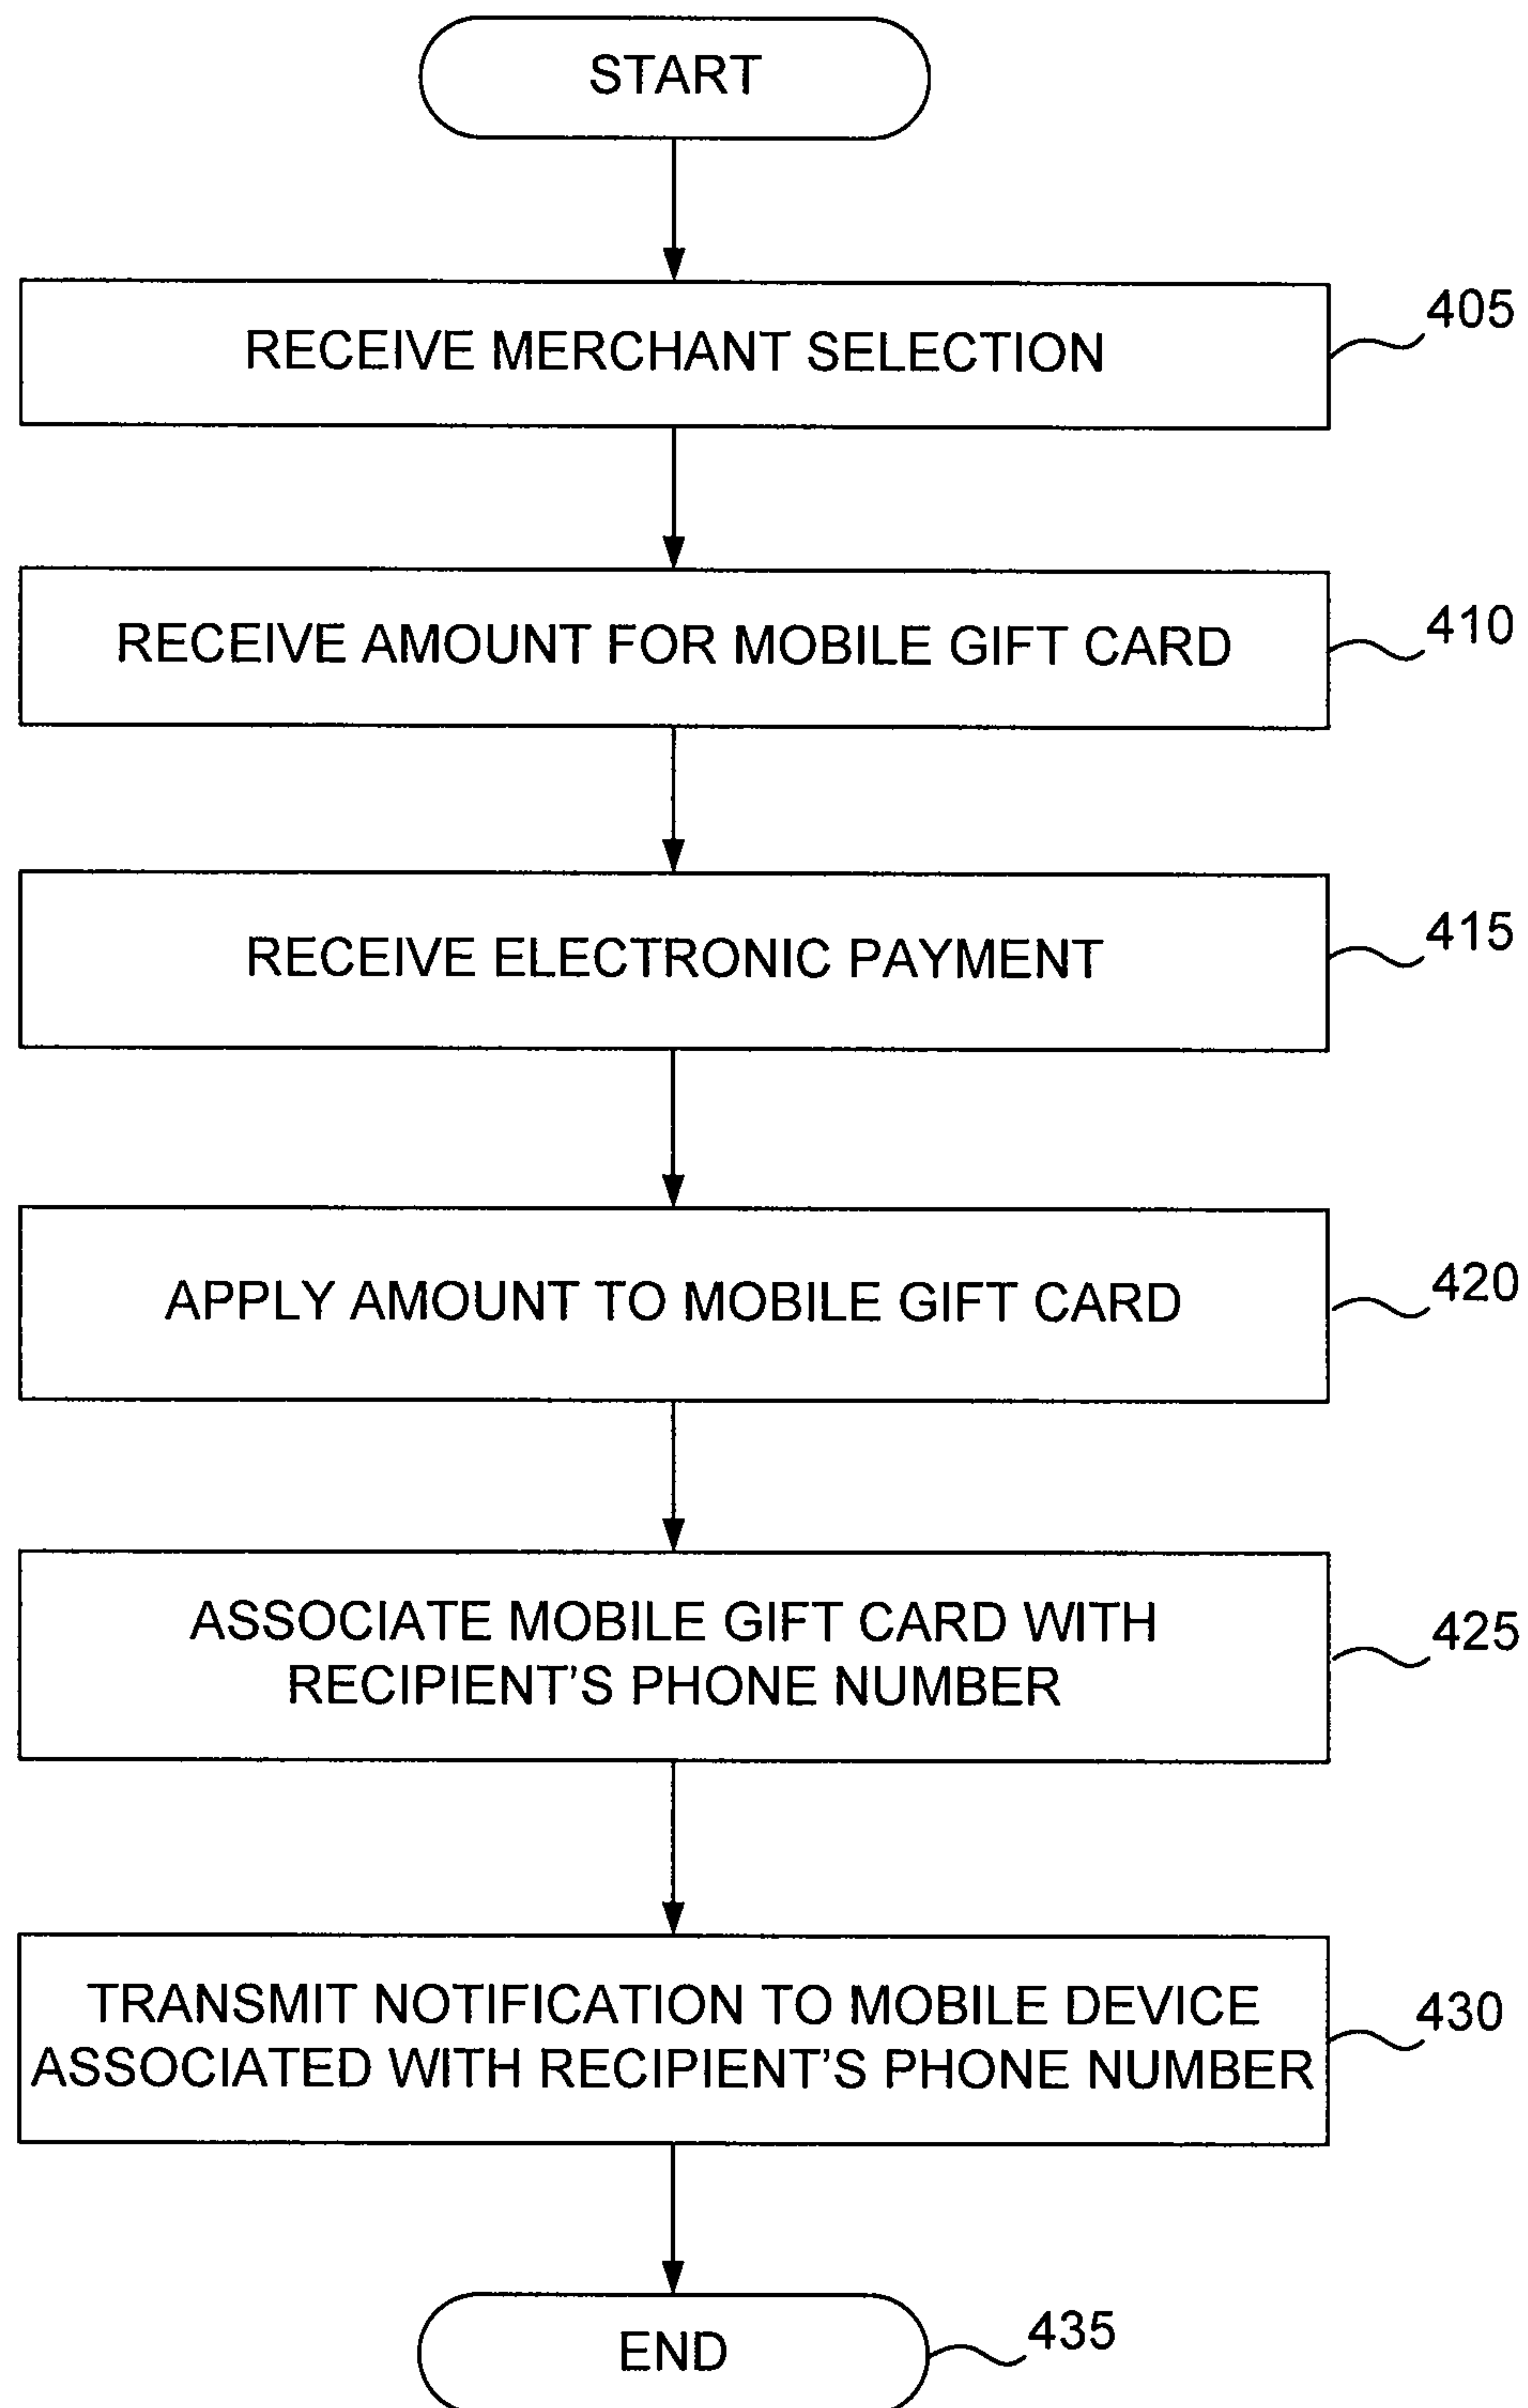 START
RECEIVE MERCHANT SELECTION
405
RECEIVE AMOUNT FOR MOBILE GIFT CARD
410
RECEIVE ELECTRONIC PAYMENT
415
APPLY AMOUNT TO MOBILE GIFT CARD
420
ASSOCIATE MOBILE GIFT CARD WITH
RECIPIENT'S PHONE NUMBER
425
TRANSMIT NOTIFICATION TO MOBILE DEVICE
ASSOCIATED WITH RECIPIENT'S PHONE NUMBER
430
END
435